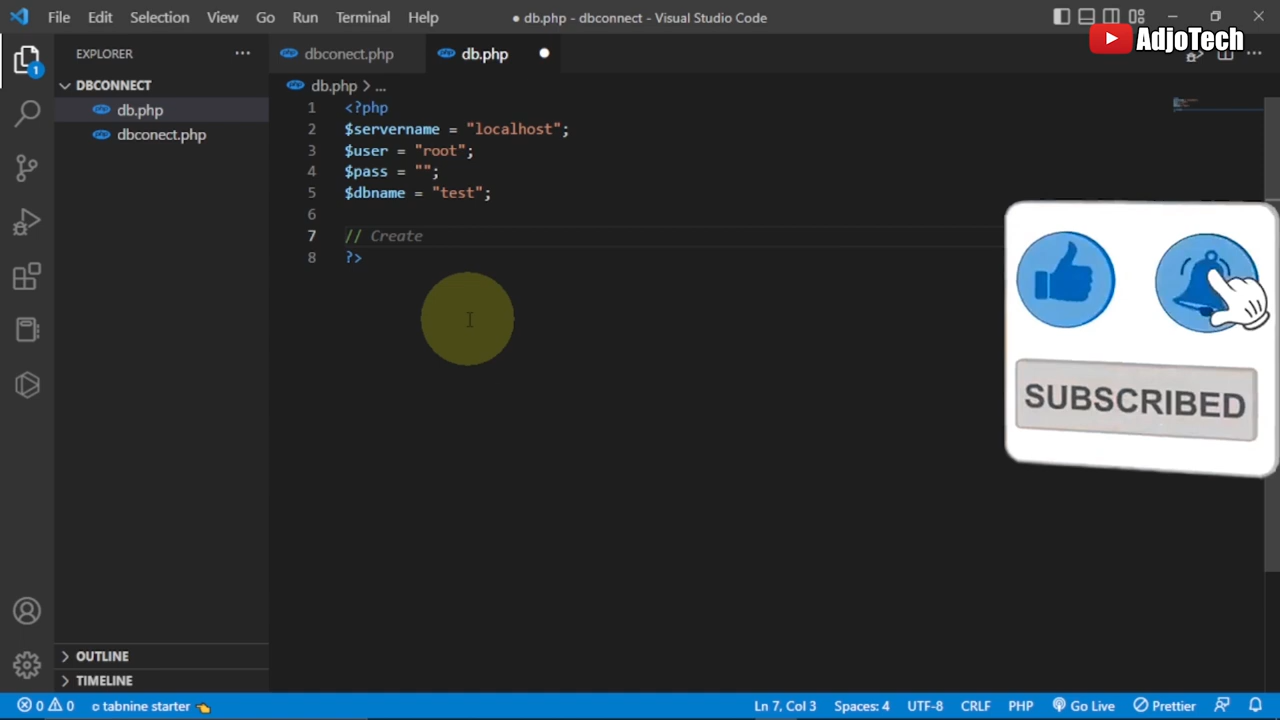 File Edit Selection View Go Run Terminal Help
● db.php - dbconnect - Visual Studio Code
AdjoTech
EXPLORER
dbconect.php
db.php
1
DBCONNECT
db.php > ...
db.php
dbconect.php
1 <?php
2 $servername = "localhost";
3 $user = "root";
4 $pass = "";
5 $dbname = "test";
6
7 // Create
8 ?>
SUBSCRIBED
OUTLINE
TIMELINE
0 0 tabnine starter Ln 7, Col 3 Spaces: 4 UTF-8 CRLF PHP Go Live Prettier